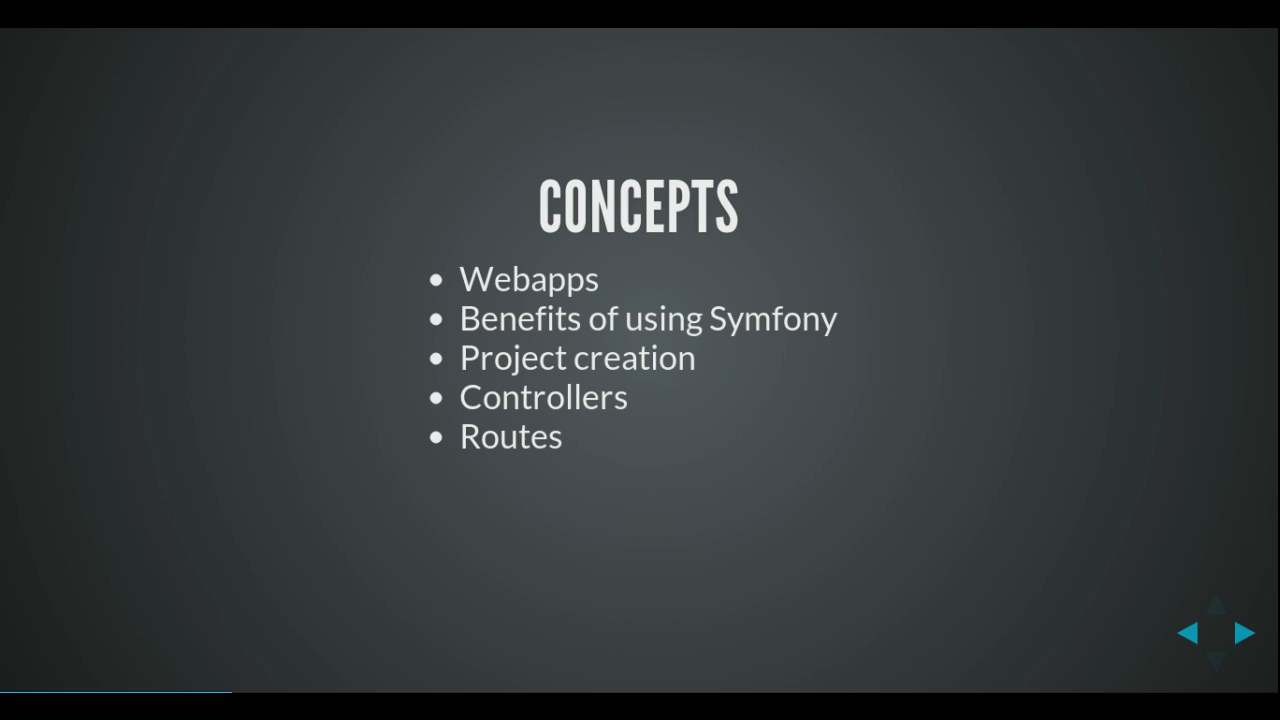 CONCEPTS
Webapps
Benefits of using Symfony
Project creation
Controllers
Routes